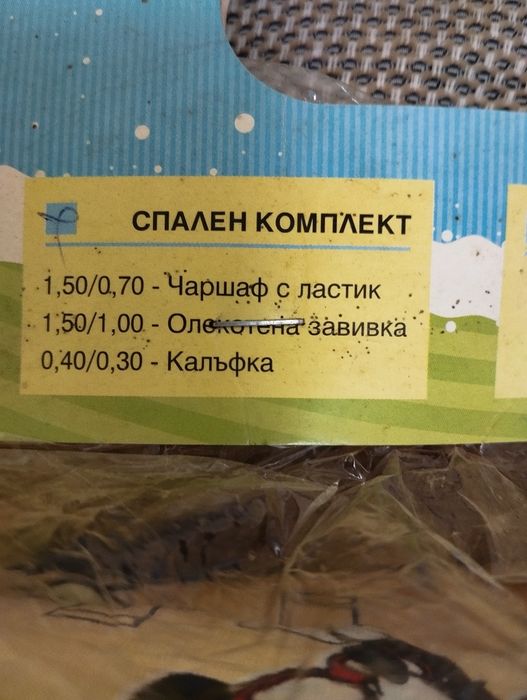 СПАЛЕН КОМПЛЕКТ
1,50/0,70 - Чаршаф с ластик
1,50/1,00 - Олекотена завивка
0,40/0,30 - Калъфка